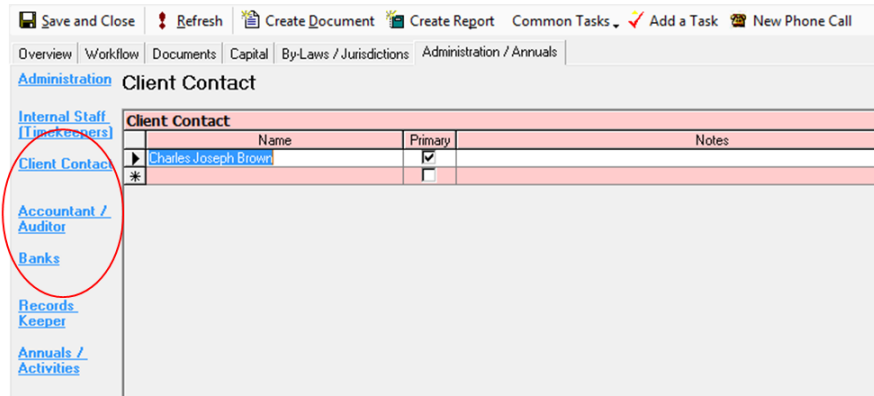 Save and Close Refresh Create Document Create Report Common Tasks Add a Task New Phone Call
Overview Workflow Documents Capital By-Laws / Jurisdictions Administration / Annuals
Administration
Client Contact
Internal Staff
(Timekeepers)
Client Contact
Name Primary Notes
Charles Joseph Brown
Client Contact
Accountant /
Auditor
Banks
Records
Keeper
Annuals /
Activities